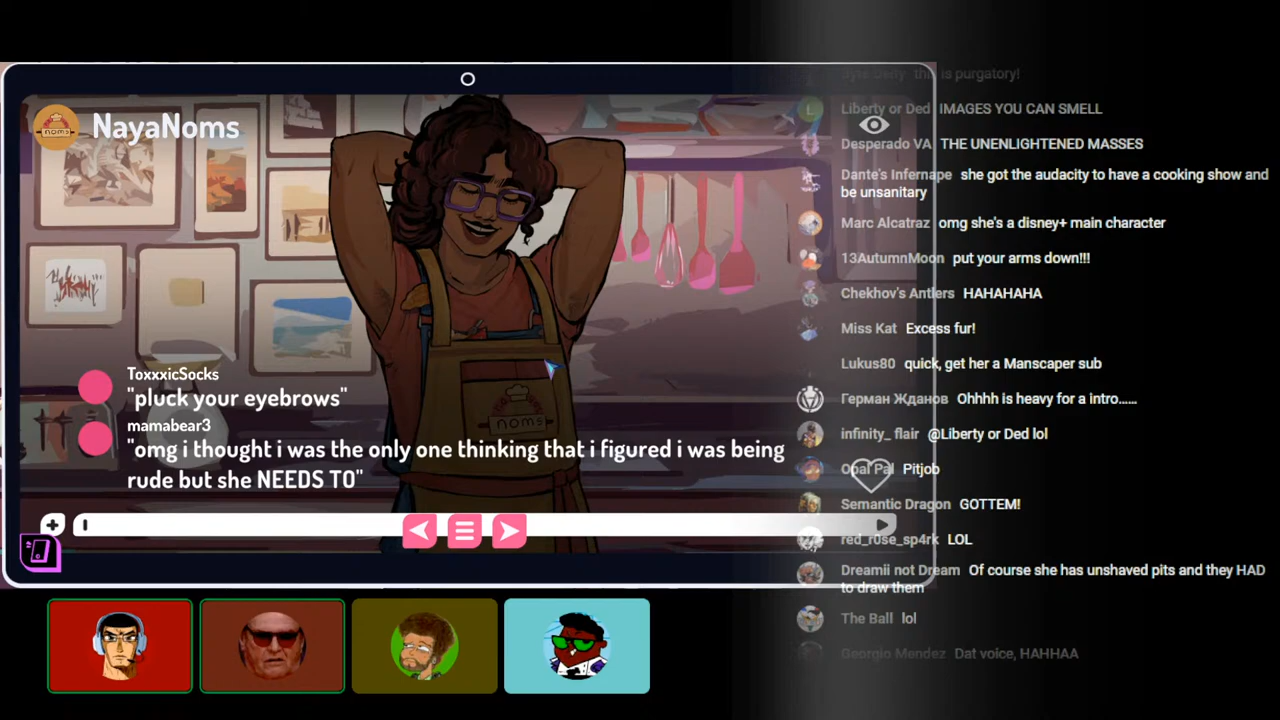 NayaNoms
noms
ToxxxicSocks
"pluck your eyebrows"
mamabear3
"omg i thought i was the only one thinking that i figured i was being
rude but she NEEDS TO"
noms
this is purgatory!
Liberty or Ded IMAGES YOU CAN SMELL
Desperado VA THE UNENLIGHTENED MASSES
Dante's Infernape she got the audacity to have a cooking show and
be unsanitary
Marc Alcatraz omg she's a disney+ main character
13AutumnMoon put your arms down!!!
Chekhov's Antlers HAHAHAHA
Miss Kat Excess fur!
Lukus80 quick, get her a Manscaper sub
Герман Жданов Ohhhh is heavy for a intro......
infinity_ flair @Liberty or Ded lol
Opal Pal Pitjob
Semantic Dragon GOTTEM!
red_r0se_sp4rk LOL
Dreamii not Dream Of course she has unshaved pits and they HAD
to draw them
The Ball lol
Georgio Mendez Dat voice, HAHHAA